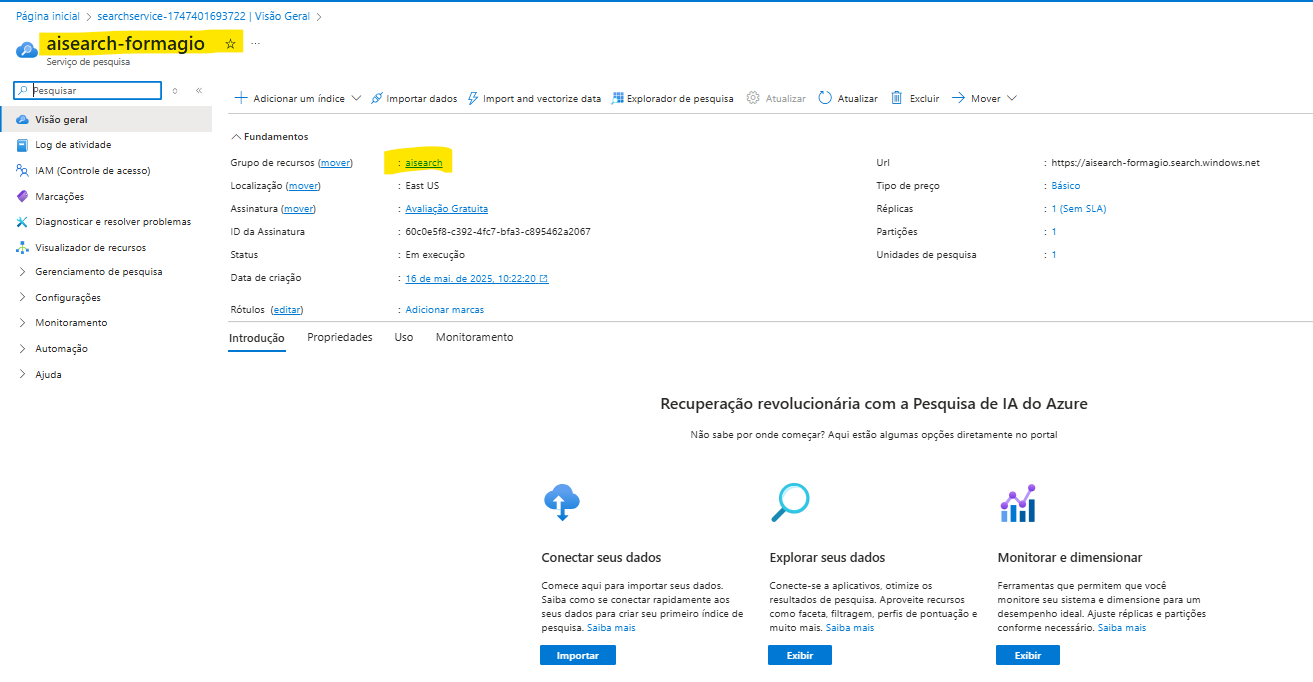 Página inicial > searchservice-1747401693722 | Visão Geral >
aisearch-formagio
Serviço de pesquisa
Pesquisar
Visão geral
Log de atividade
IAM (Controle de acesso)
Marcações
Diagnosticar e resolver problemas
Visualizador de recursos
Gerenciamento de pesquisa
Configurações
Monitoramento
Automação
Ajuda
Adicionar um índice Importar dados Import and vectorize data Explorador de pesquisa Atualizar Atualizar Excluir Mover
Fundamentos
Grupo de recursos (mover) : aisearch
Localização (mover) : East US
Assinatura (mover) : Avaliação Gratuita
ID da Assinatura : 60c0e5f8-c392-4fc7-bfa3-c895462a2067
Status : Em execução
Data de criação : 16 de mai. de 2025, 10:22:20
Rótulos (editar) : Adicionar marcas
Url : https://aisearch-formagio.search.windows.net
Tipo de preço : Básico
Réplicas : 1 (Sem SLA)
Partições : 1
Unidades de pesquisa : 1
Introdução Propriedades Uso Monitoramento
Recuperação revolucionária com a Pesquisa de IA do Azure
Não sabe por onde começar? Aqui estão algumas opções diretamente no portal
Conectar seus dados
Comece aqui para importar seus dados.
Saiba como se conectar rapidamente aos
seus dados para criar seu primeiro índice de
pesquisa. Saiba mais
Importar
Explorar seus dados
Conecte-se a aplicativos, otimize os
resultados de pesquisa. Aproveite recursos
como faceta, filtragem, perfis de pontuação e
muito mais. Saiba mais
Exibir
Monitorar e dimensionar
Ferramentas que permitem que você
monitore seu sistema e dimensione para um
desempenho ideal. Ajuste réplicas e partições
conforme necessário. Saiba mais
Exibir